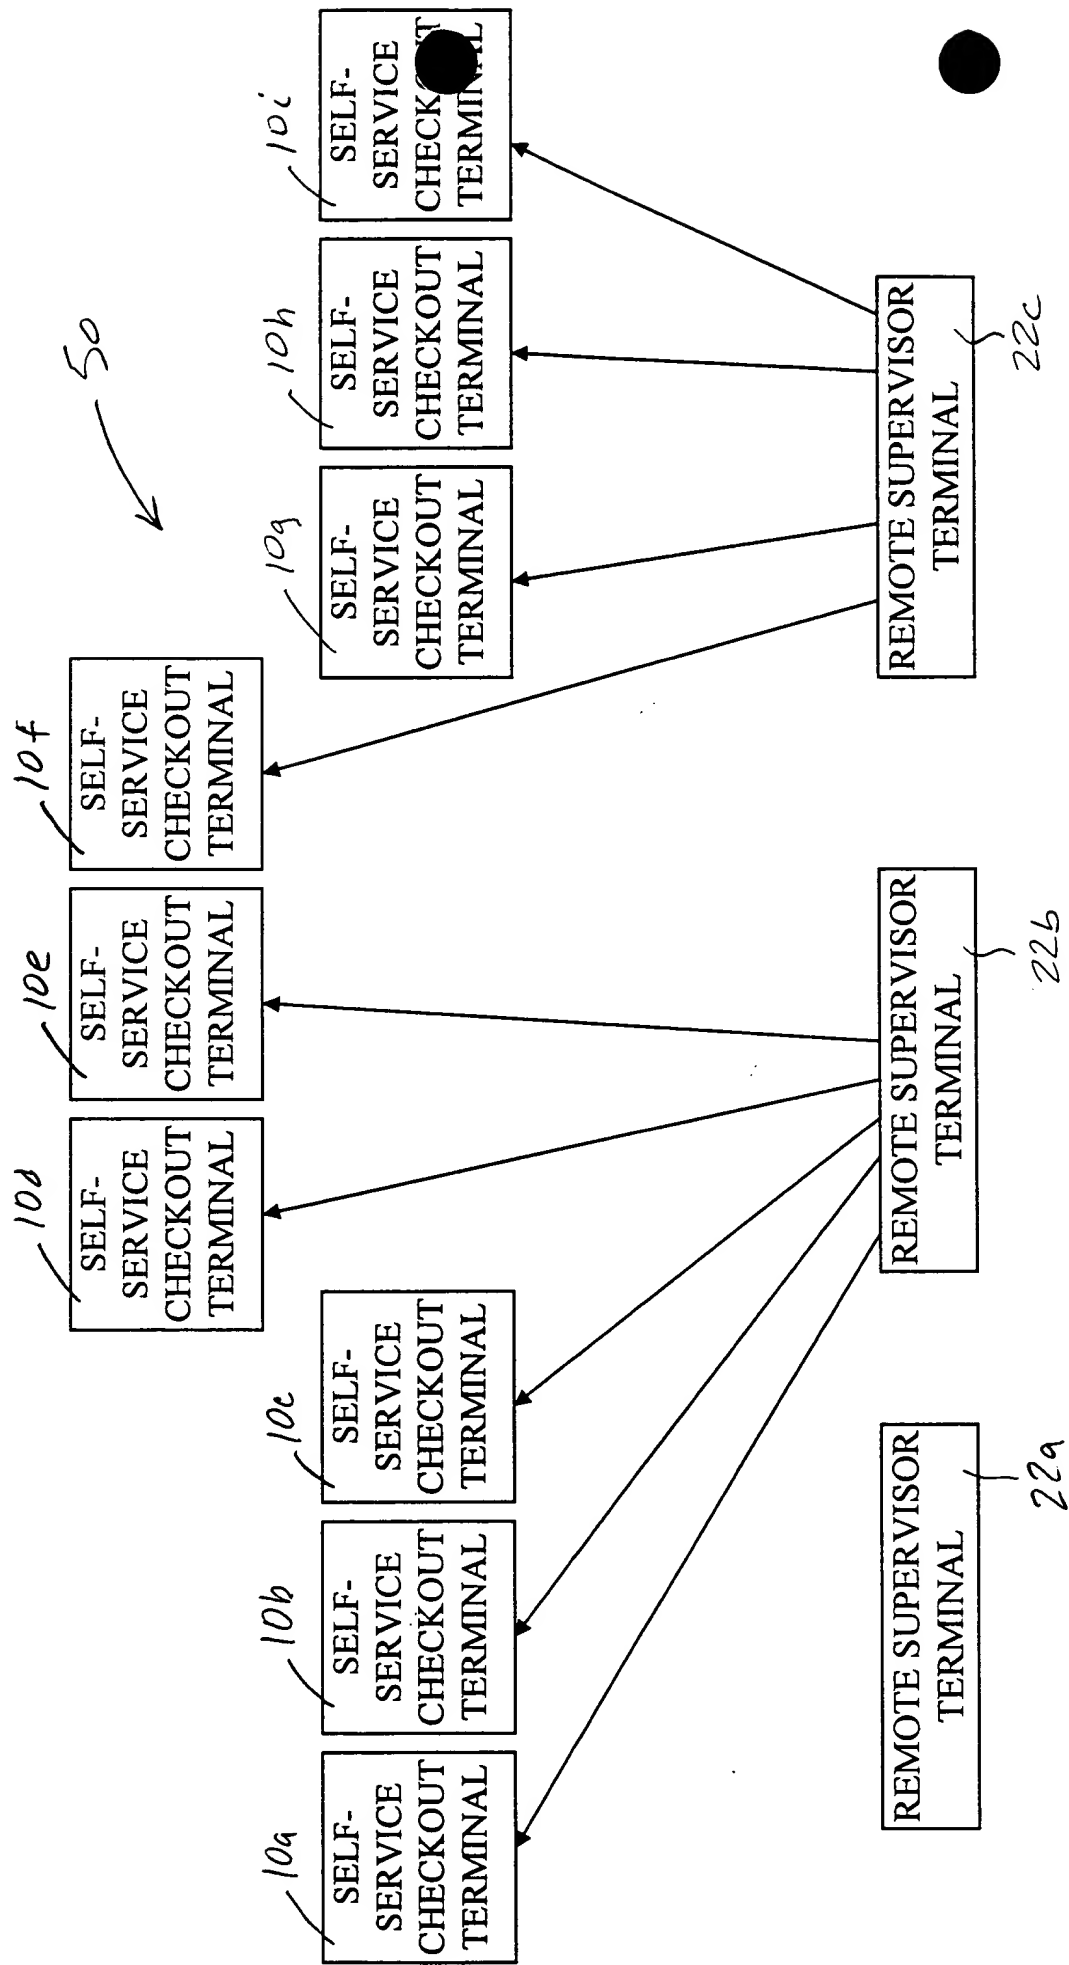 50
10d
10e
10f
SELF-
SERVICE
CHECKOUT
TERMINAL
SELF-
SERVICE
CHECKOUT
TERMINAL
SELF-
SERVICE
CHECKOUT
TERMINAL
10a
10b
10c
10g
10h
10i
SELF-
SERVICE
CHECKOUT
TERMINAL
SELF-
SERVICE
CHECKOUT
TERMINAL
SELF-
SERVICE
CHECKOUT
TERMINAL
SELF-
SERVICE
CHECKOUT
TERMINAL
SELF-
SERVICE
CHECKOUT
TERMINAL
SELF-
SERVICE
CHECKOUT
TERMINAL
REMOTE SUPERVISOR
TERMINAL
REMOTE SUPERVISOR
TERMINAL
REMOTE SUPERVISOR
TERMINAL
22a
22b
22c